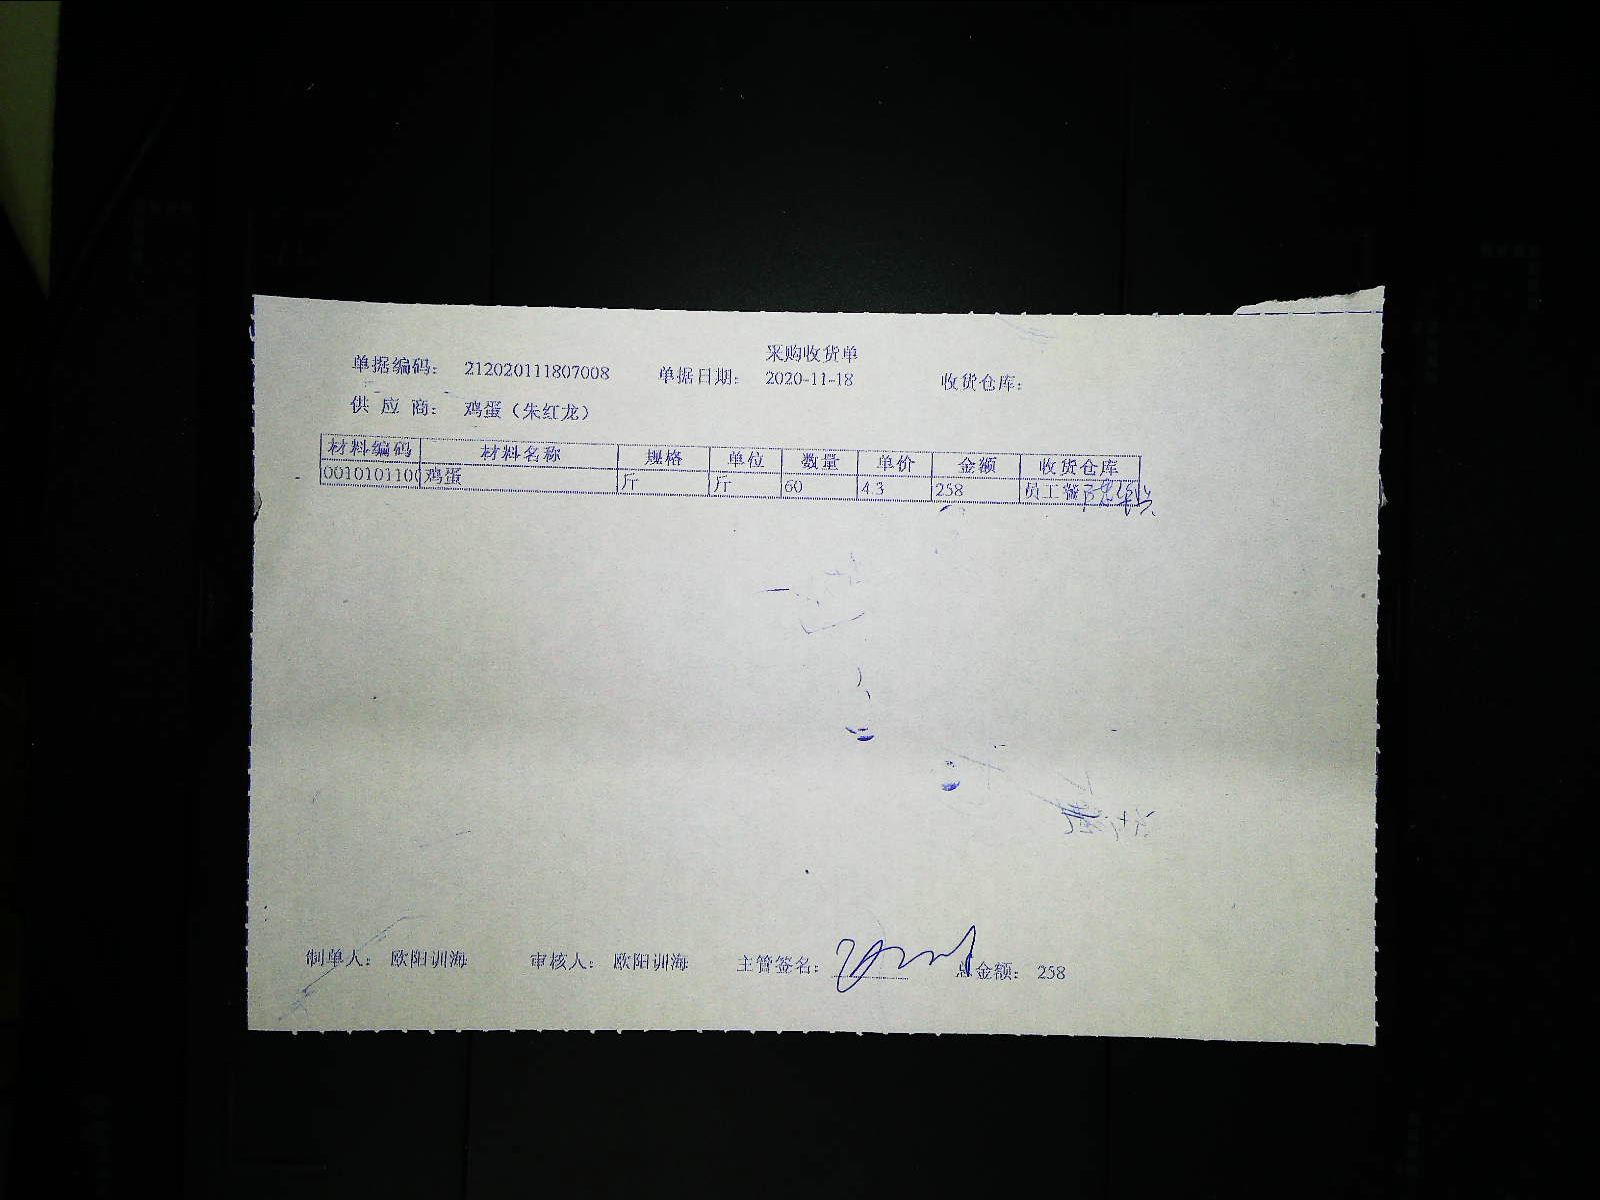 采购收货单
单据编码： 212020111807008 单据日期： 2020-11-18 收货仓库：
供 应 商： 鸡蛋（朱红龙）
材料编码 材料名称 规格 单位 数量 单价 金额 收货仓库
0010101100 鸡蛋 斤 斤 60 4.3 258 员工餐
制单人： 欧阳训海 审核人： 欧阳训海 主管签名： 总金额： 258